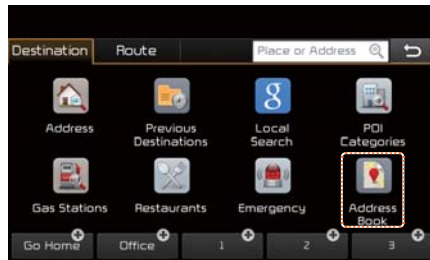 Destination Route Place or Address
Address Previous Destinations Local Search POI Categories
Gas Stations Restaurants Emergency Address Book
Go Home Office 1 2 3